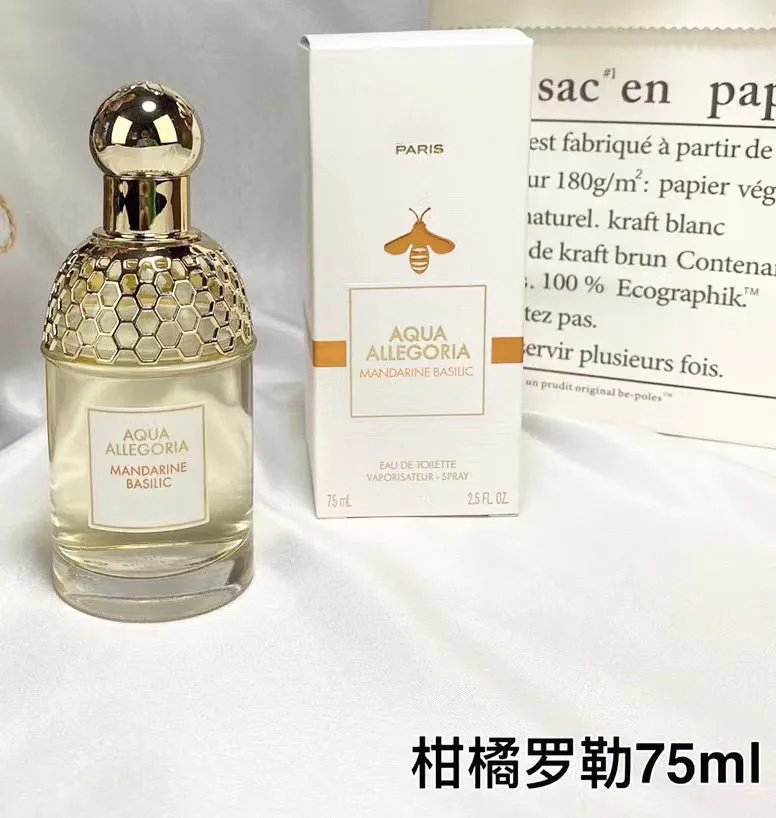 PARIS
AQUA
ALLEGORIA
MANDARINE BASILIC
EAU DE TOILETTE
VAPORISATEUR - SPRAY
75 mL 2.5 FL. OZ.
AQUA
ALLEGORIA
MANDARINE
BASILIC
sac #1 en pap
est fabriqué à partir de
ur 180g/m²: papier vég
naturel. kraft blanc
de kraft brun Contena
. 100 % Ecographik.™
tez pas.
servir plusieurs fois.
un prudit original be-poles™
柑橘罗勒75ml